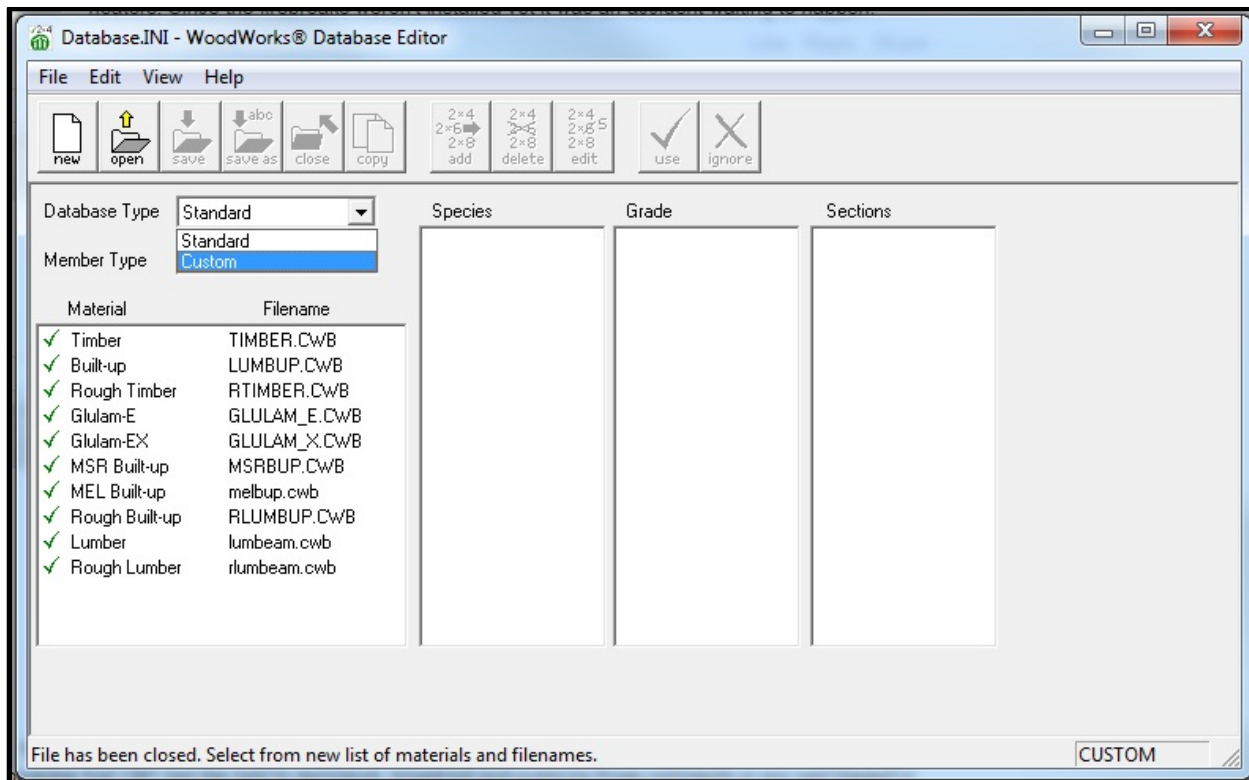 Database.INI - WoodWorks® Database Editor
File Edit View Help
new open save abc save as close copy 2×4 2×6 2×8 add 2×4 2×6 2×8 delete 2×4 2×6 S 2×8 edit use ignore
Database Type Standard Species Grade Sections
Standard
Member Type Custom
Material Filename
Timber TIMBER.CWB
Built-up LUMBUP.CWB
Rough Timber RTIMBER.CWB
Glulam-E GLULAM_E.CWB
Glulam-EX GLULAM_X.CWB
MSR Built-up MSRBUP.CWB
MEL Built-up melbup.cwb
Rough Built-up RLUMBUP.CWB
Lumber lumbeam.cwb
Rough Lumber rlumbeam.cwb
File has been closed. Select from new list of materials and filenames. CUSTOM